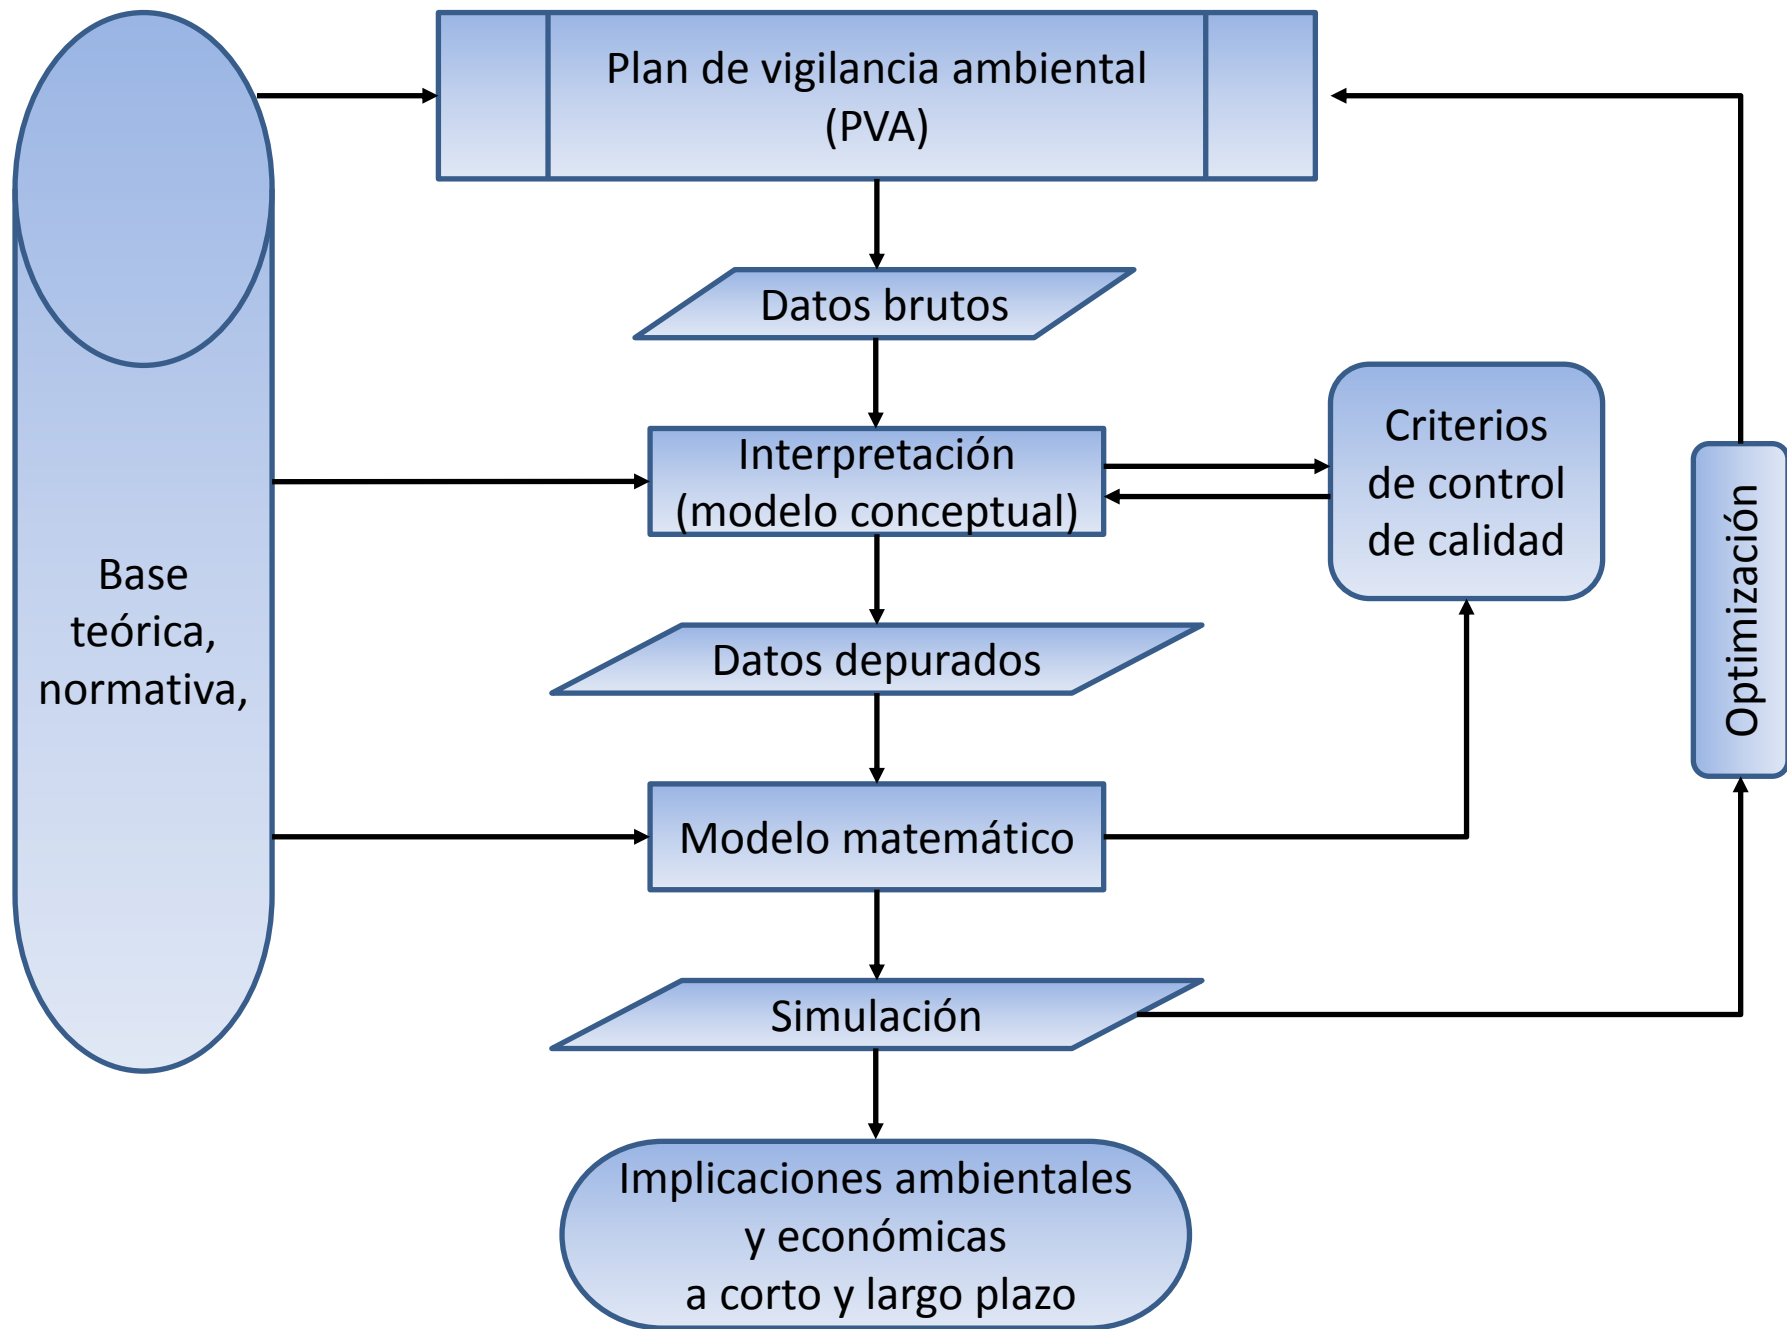 Plan de vigilancia ambiental
(PVA)
Datos brutos
Interpretación
(modelo conceptual)
Criterios
de control
de calidad
Optimización
Base
teórica,
normativa,
Datos depurados
Modelo matemático
Simulación
Implicaciones ambientales
y económicas
a corto y largo plazo